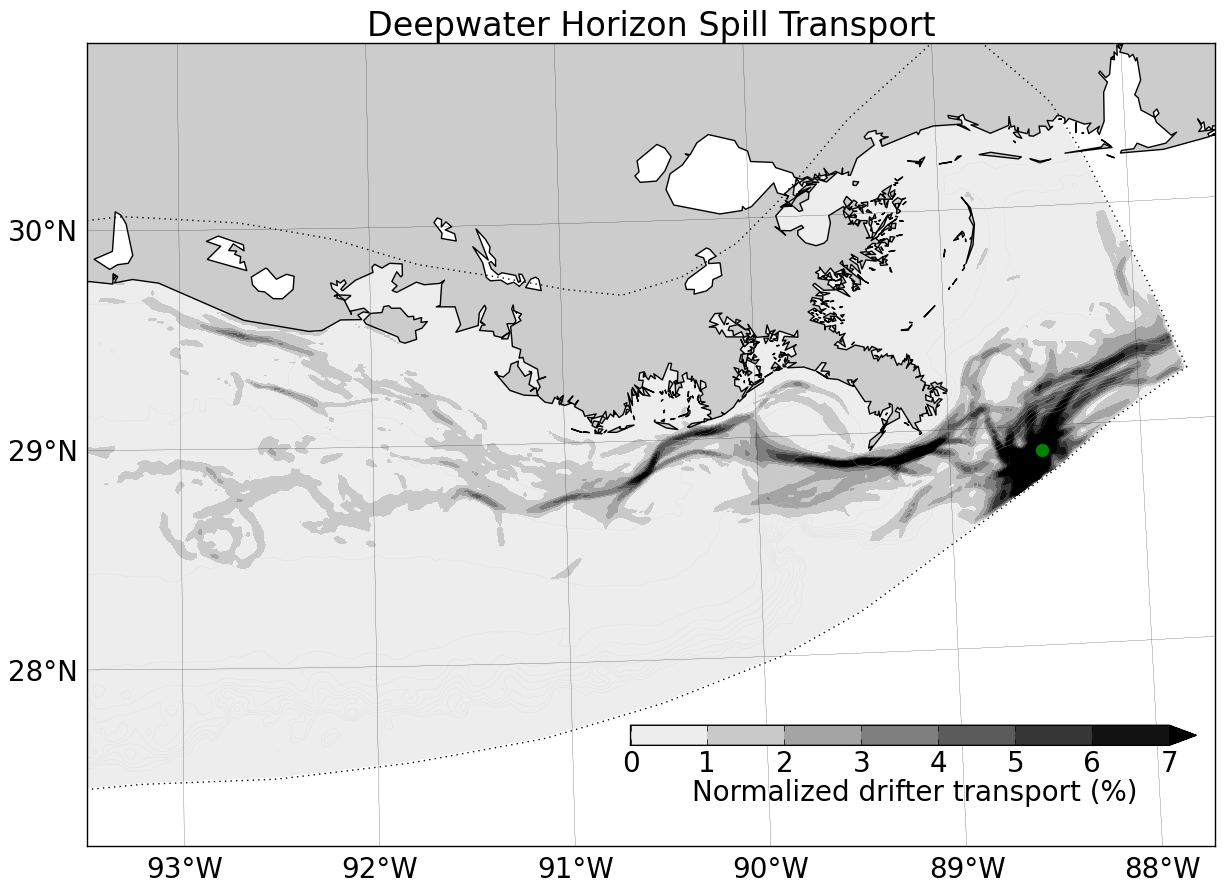 Deepwater Horizon Spill Transport
30°N
29°N
28°N
0 1 2 3 4 5 6 7
Normalized drifter transport (%)
93°W 92°W 91°W 90°W 89°W 88°W